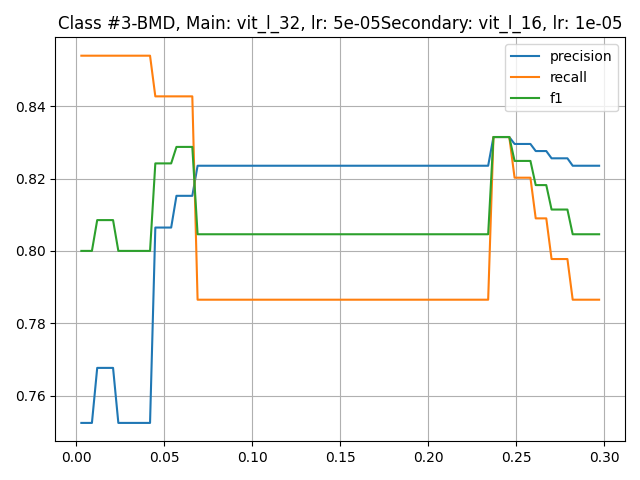 Class #3-BMD, Main: vit_l_32, lr: 5e-05Secondary: vit_l_16, lr: 1e-05
precision
recall
f1
0.84
0.82
0.80
0.78
0.76
0.00 0.05 0.10 0.15 0.20 0.25 0.30